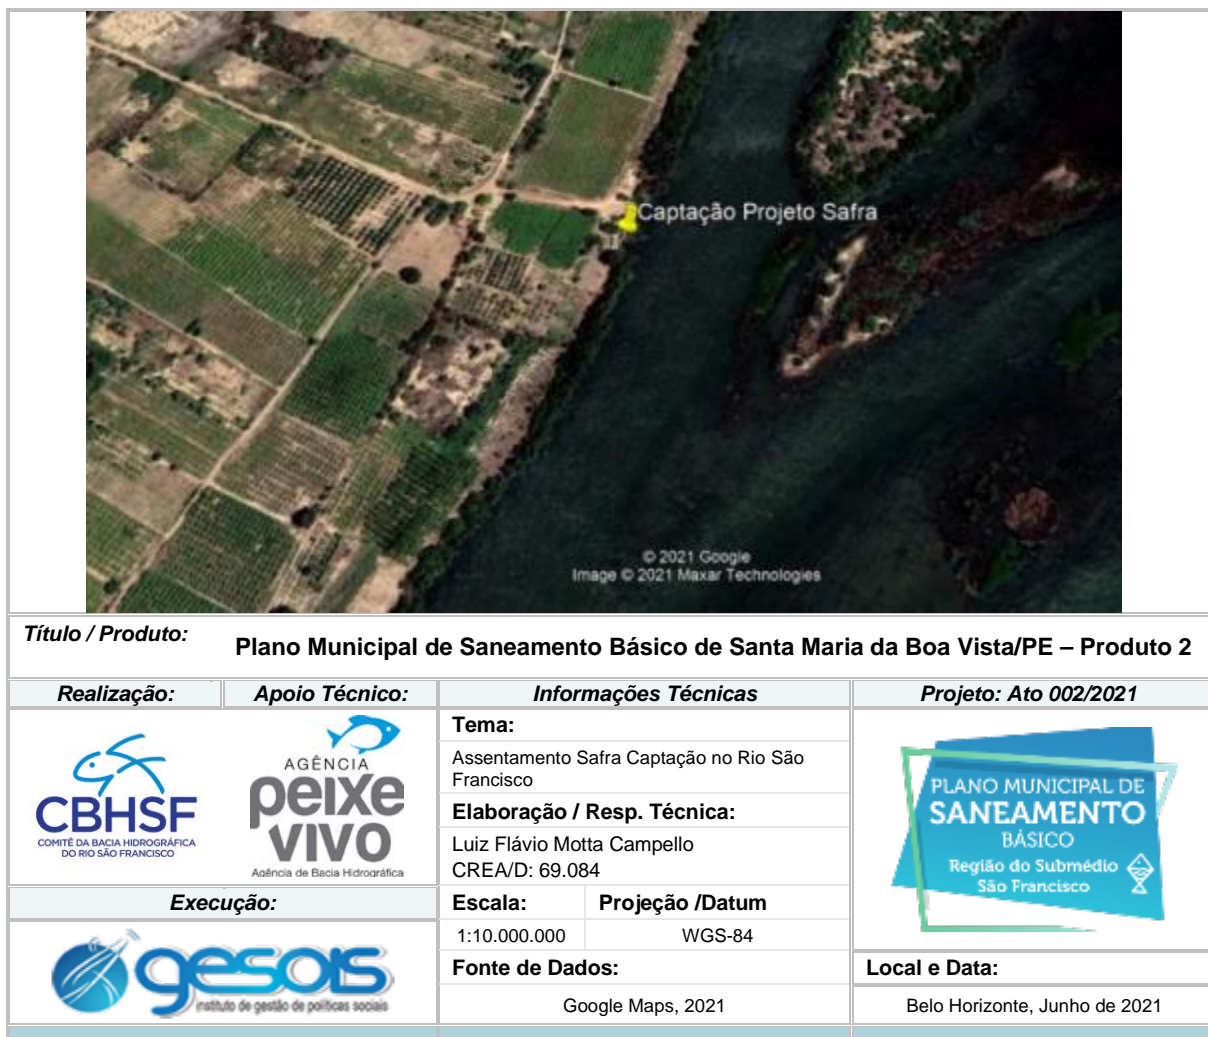 Captação Projeto Safra
© 2021 Google
Image © 2021 Maxar Technologies
Título / Produto:
Plano Municipal de Saneamento Básico de Santa Maria da Boa Vista/PE – Produto 2
Realização:
Apoio Técnico:
Informações Técnicas
Projeto: Ato 002/2021
CBHSF
COMITÊ DA BACIA HIDROGRÁFICA
DO RIO SÃO FRANCISCO
AGÊNCIA
peixe
vivo
Agência de Bacia Hidrográfica
Tema:
Assentamento Safra Captação no Rio São
Francisco
Elaboração / Resp. Técnica:
Luiz Flávio Motta Campello
CREA/D: 69.084
PLANO MUNICIPAL DE
SANEAMENTO
BÁSICO
Região do Submédio
São Francisco
Execução:
gesois
instituto de gestão de políticas sociais
Escala:
Projeção /Datum
1:10.000.000
WGS-84
Fonte de Dados:
Google Maps, 2021
Local e Data:
Belo Horizonte, Junho de 2021